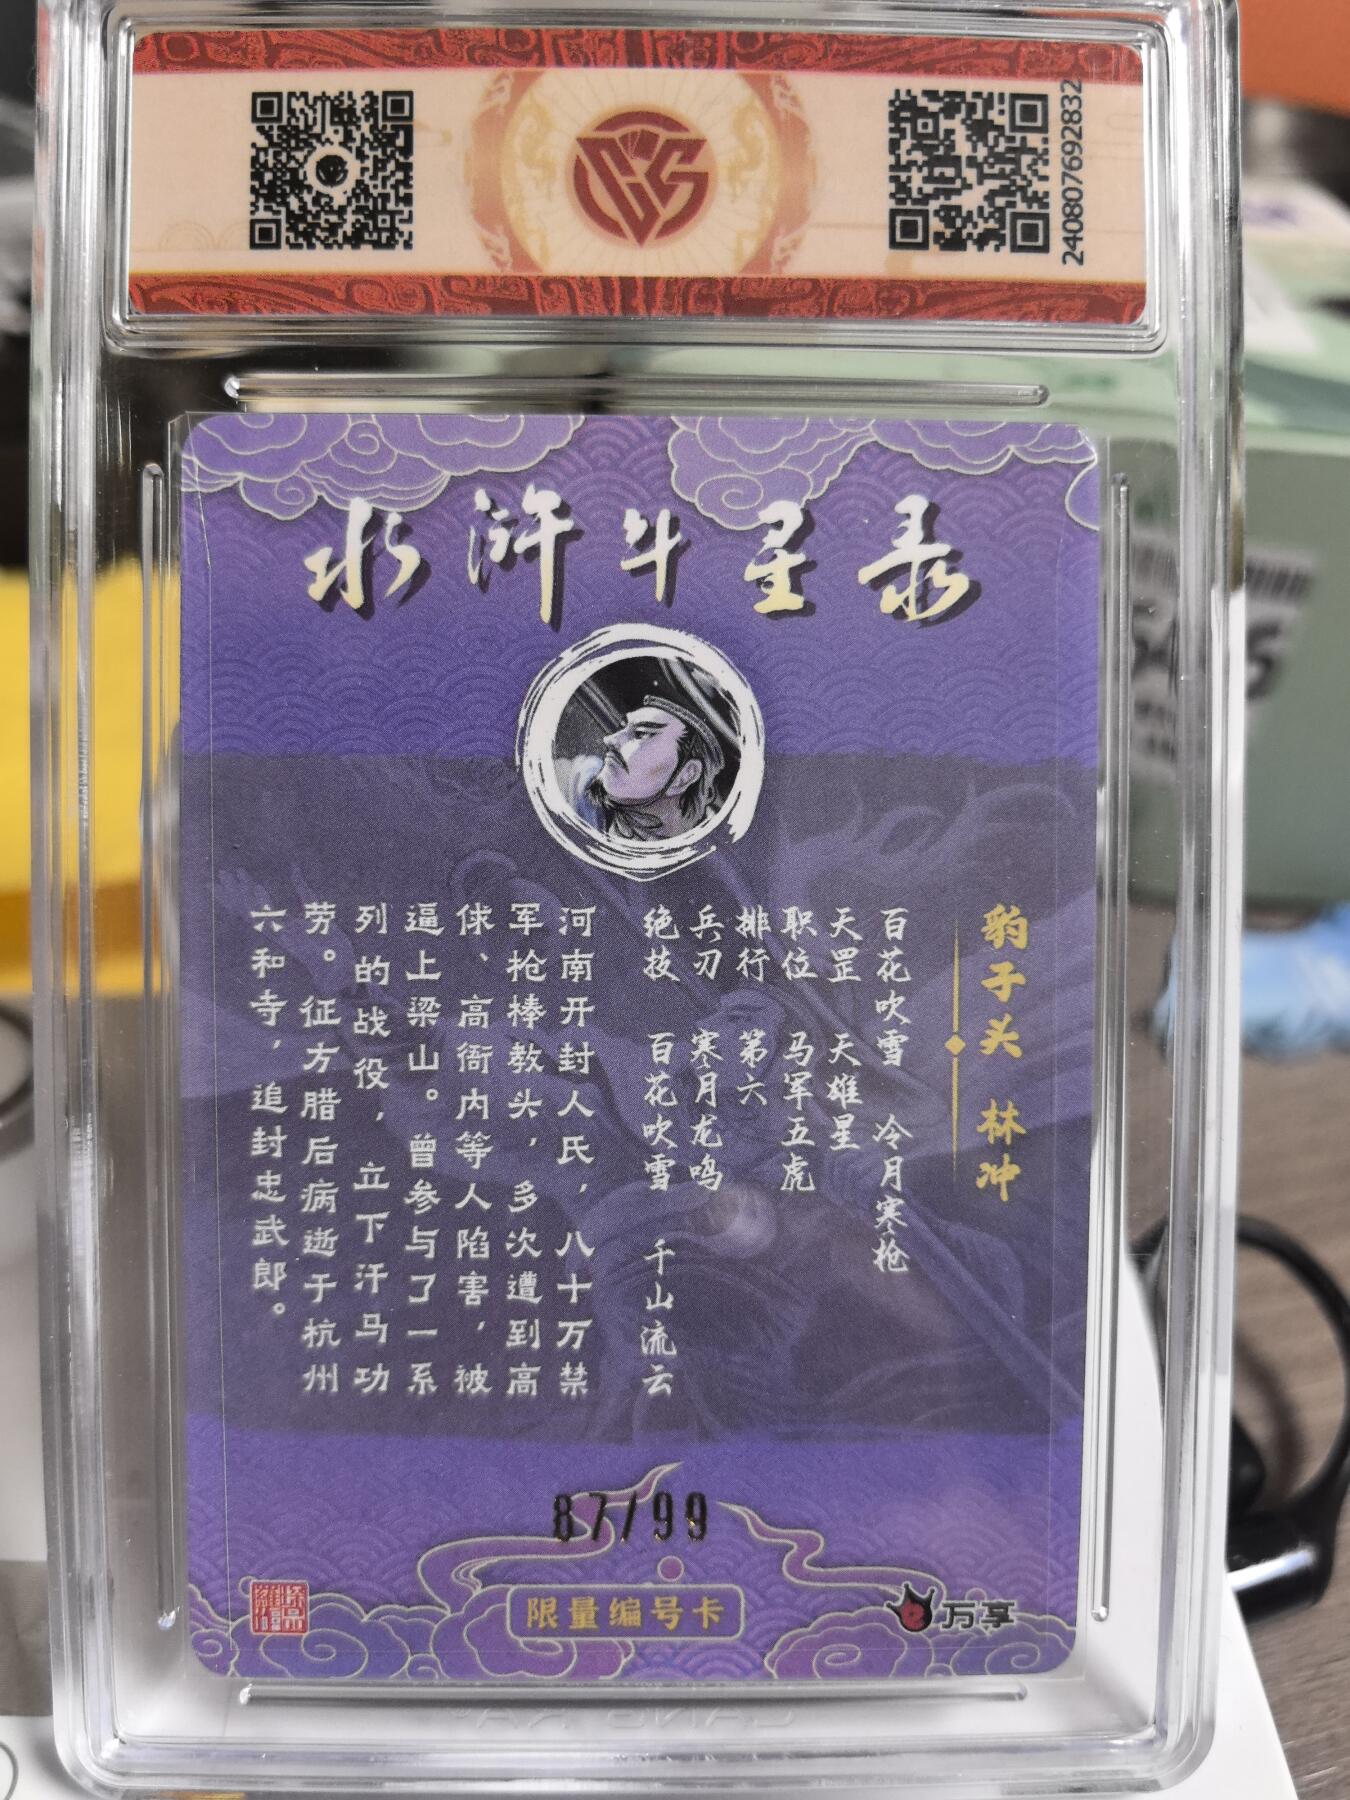 2408077692832
水浒斗星录
豹子头 林冲
百花吹雪 冷月寒枪
天罡 天雄星
职位 马军五虎
排行 第六
兵刃 寒月龙鸣
绝技 百花吹雪 千山流云
河南开封人氏，八十万禁
军枪棒教头，多次遭到高
俅、高衙内等人陷害，被
逼上梁山。曾参与了一系
列的战役，立下汗马功
劳。征方腊后病逝于杭州
六和寺，追封忠武郎。
87/99
限量编号卡
万享